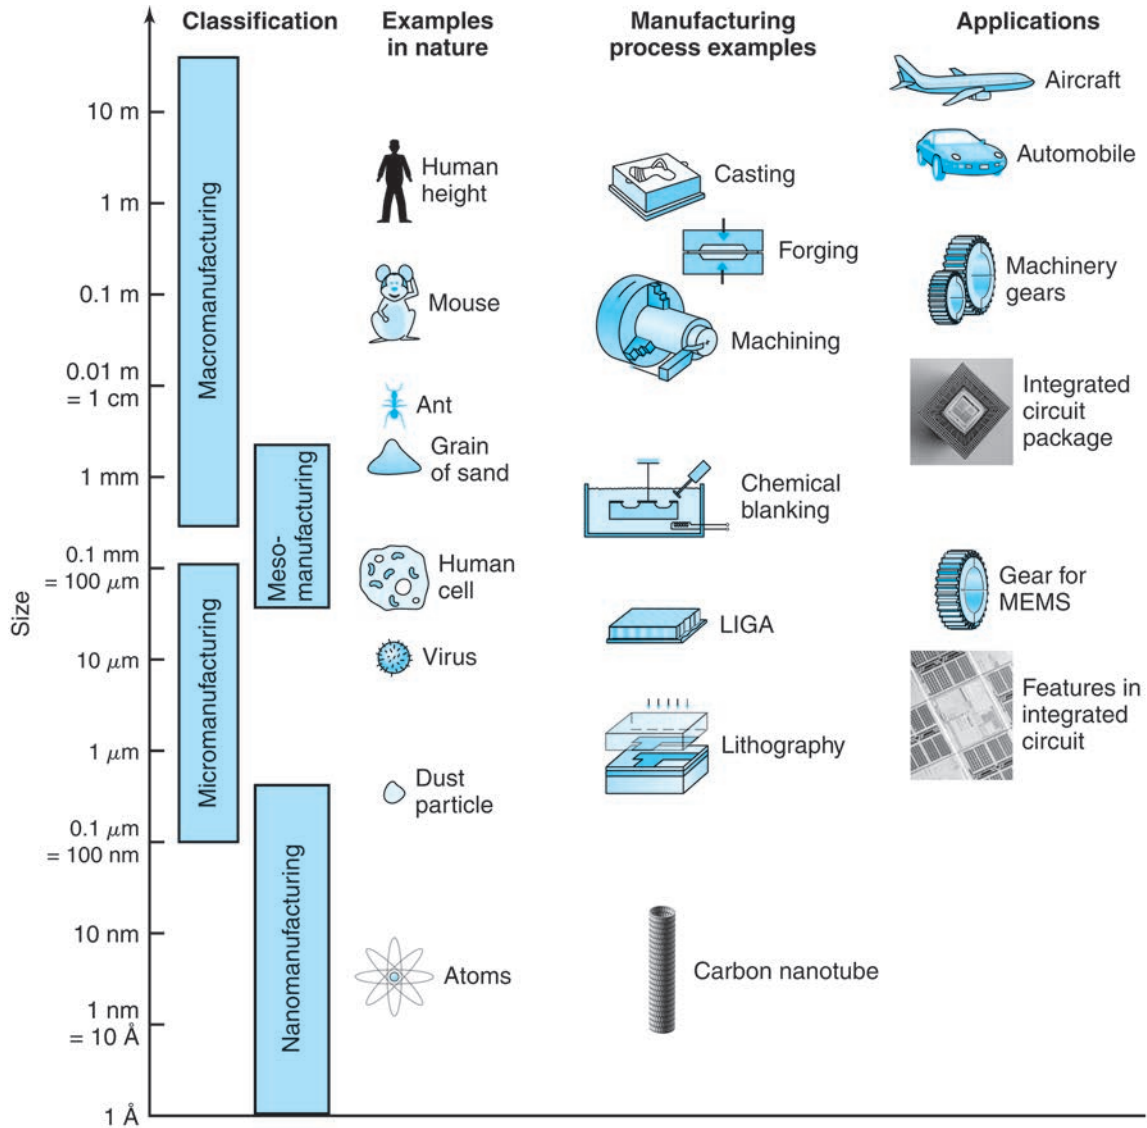 Classification
Examples
in nature
Manufacturing
process examples
Applications
Size
10 m
1 m
0.1 m
0.01 m
= 1 cm
1 mm
0.1 mm
= 100 μm
10 μm
1 μm
0.1 μm
= 100 nm
10 nm
1 nm
= 10 Å
1 Å
Macromanufacturing
Meso-
manufacturing
Micromanufacturing
Nanomanufacturing
Human
height
Mouse
Ant
Grain
of sand
Human
cell
Virus
Dust
particle
Atoms
Casting
Forging
Machining
Chemical
blanking
LIGA
Lithography
Carbon nanotube
Aircraft
Automobile
Machinery
gears
Integrated
circuit
package
Gear for
MEMS
Features in
integrated
circuit